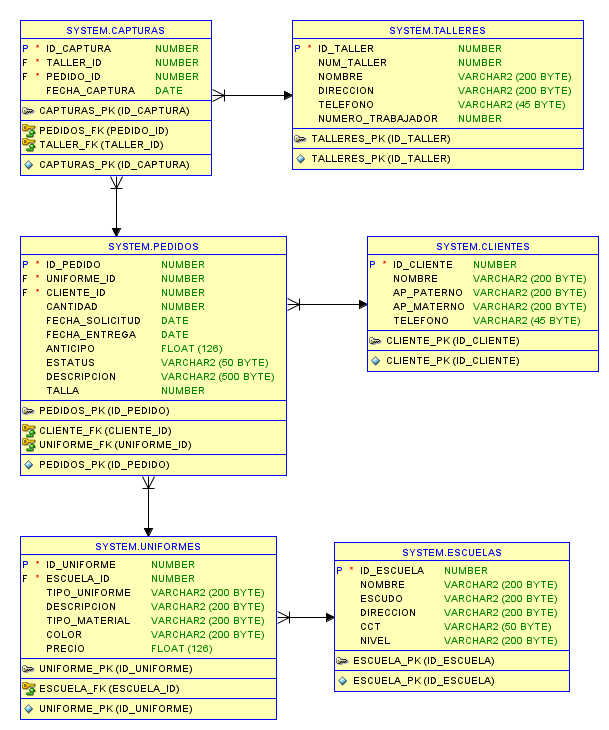 SYSTEM.CAPTURAS
P * ID_CAPTURA NUMBER
F * TALLER_ID NUMBER
F * PEDIDO_ID NUMBER
FECHA_CAPTURA DATE
CAPTURAS_PK (ID_CAPTURA)
PEDIDOS_FK (PEDIDO_ID)
TALLER_FK (TALLER_ID)
CAPTURAS_PK (ID_CAPTURA)
SYSTEM.TALLERES
P * ID_TALLER NUMBER
NUM_TALLER NUMBER
NOMBRE VARCHAR2 (200 BYTE)
DIRECCION VARCHAR2 (200 BYTE)
TELEFONO VARCHAR2 (45 BYTE)
NUMERO_TRABAJADOR NUMBER
TALLERES_PK (ID_TALLER)
TALLERES_PK (ID_TALLER)
SYSTEM.PEDIDOS
P * ID_PEDIDO NUMBER
F * UNIFORME_ID NUMBER
F * CLIENTE_ID NUMBER
CANTIDAD NUMBER
FECHA_SOLICITUD DATE
FECHA_ENTREGA DATE
ANTICIPO FLOAT (126)
ESTATUS VARCHAR2 (50 BYTE)
DESCRIPCION VARCHAR2 (500 BYTE)
TALLA NUMBER
PEDIDOS_PK (ID_PEDIDO)
CLIENTE_FK (CLIENTE_ID)
UNIFORME_FK (UNIFORME_ID)
PEDIDOS_PK (ID_PEDIDO)
SYSTEM.CLIENTES
P * ID_CLIENTE NUMBER
NOMBRE VARCHAR2 (200 BYTE)
AP_PATERNO VARCHAR2 (200 BYTE)
AP_MATERNO VARCHAR2 (200 BYTE)
TELEFONO VARCHAR2 (45 BYTE)
CLIENTE_PK (ID_CLIENTE)
CLIENTE_PK (ID_CLIENTE)
SYSTEM.UNIFORMES
P * ID_UNIFORME NUMBER
F * ESCUELA_ID NUMBER
TIPO_UNIFORME VARCHAR2 (200 BYTE)
DESCRIPCION VARCHAR2 (200 BYTE)
TIPO_MATERIAL VARCHAR2 (200 BYTE)
COLOR VARCHAR2 (200 BYTE)
PRECIO FLOAT (126)
UNIFORME_PK (ID_UNIFORME)
ESCUELA_FK (ESCUELA_ID)
UNIFORME_PK (ID_UNIFORME)
SYSTEM.ESCUELAS
P * ID_ESCUELA NUMBER
NOMBRE VARCHAR2 (200 BYTE)
ESCUDO VARCHAR2 (200 BYTE)
DIRECCION VARCHAR2 (200 BYTE)
CCT VARCHAR2 (50 BYTE)
NIVEL VARCHAR2 (200 BYTE)
ESCUELA_PK (ID_ESCUELA)
ESCUELA_PK (ID_ESCUELA)